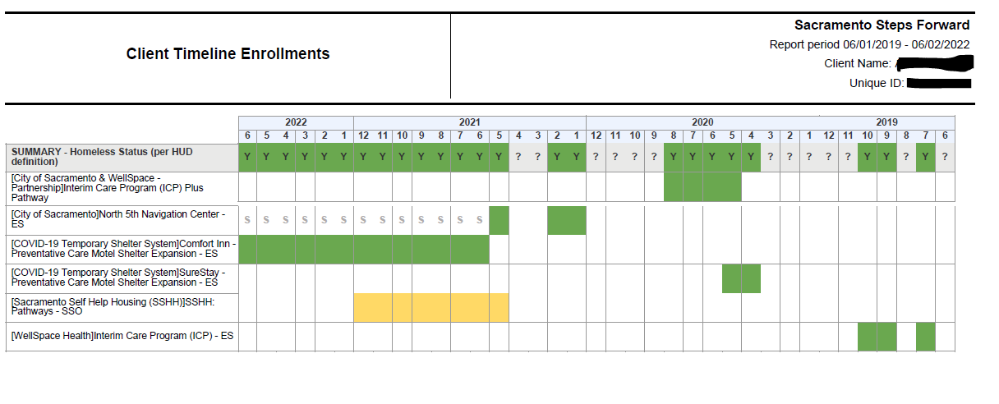 Client Timeline Enrollments
Sacramento Steps Forward
Report period 06/01/2019 - 06/02/2022
Client Name:
Unique ID:
2022 2021 2020 2019
6 5 4 3 2 1 12 11 10 9 8 7 6 5 4 3 2 1 12 11 10 9 8 7 6 5 4 3 2 1 12 11 10 9 8 7 6
SUMMARY - Homeless Status (per HUD
definition)
Y Y Y Y Y Y Y Y Y Y Y Y Y Y ? ? Y Y ? ? ? ? Y Y Y Y Y ? ? ? ? ? Y Y ? Y ?
[City of Sacramento & WellSpace -
Partnership]Interim Care Program (ICP) Plus
Pathway
[City of Sacramento]North 5th Navigation Center -
ES
S S S S S S S S S S S S S
[COVID-19 Temporary Shelter System]Comfort Inn -
Preventative Care Motel Shelter Expansion - ES
[COVID-19 Temporary Shelter System]SureStay -
Preventative Care Motel Shelter Expansion - ES
[Sacramento Self Help Housing (SSHH)]SSHH:
Pathways - SSO
[WellSpace Health]Interim Care Program (ICP) - ES